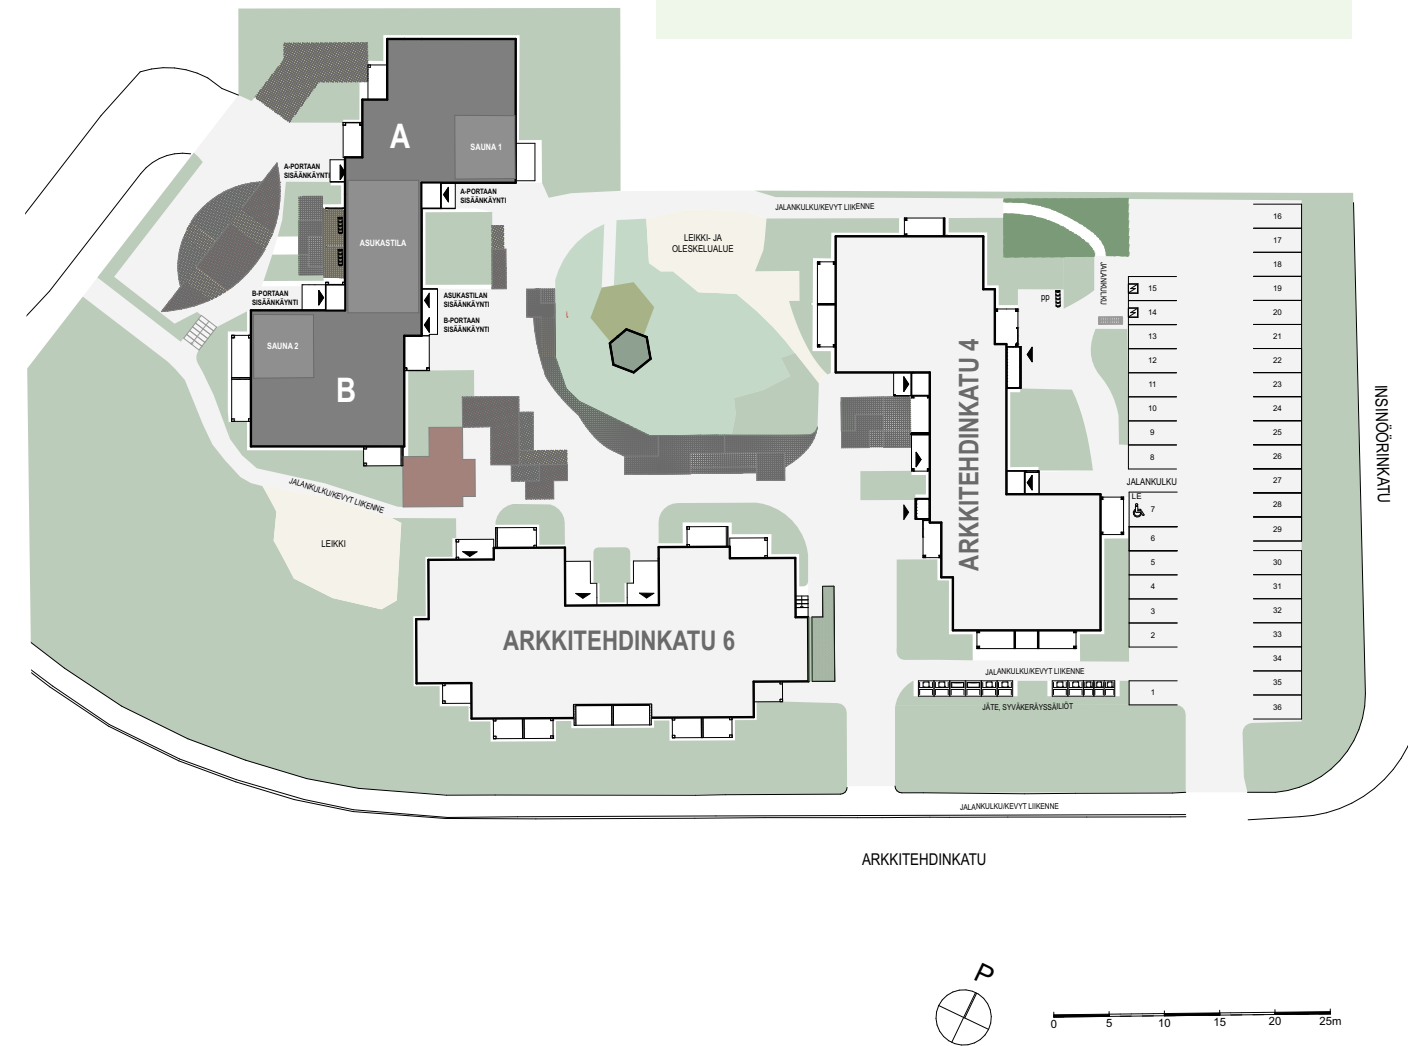 A
SAUNA 1
A-PORTAAN
SISÄÄNKÄYNTI
A-PORTAAN
SISÄÄNKÄYNTI
ASUKASTILA
B-PORTAAN
SISÄÄNKÄYNTI
ASUKASTILAN
SISÄÄNKÄYNTI
B-PORTAAN
SISÄÄNKÄYNTI
SAUNA 2
B
JALANKULKU/KEVYT LIIKENNE
LEIKKI- JA
OLESKELUALUE
JALANKULKU/KEVYT LIIKENNE
LEIKKI
ARKKITEHDINKATU 6
ARKKITEHDINKATU 4
pp
JALANKULKU
15
14
13
12
11
10
9
8
JALANKULKU
LE
7
6
5
4
3
2
1
16
17
18
19
20
21
22
23
24
25
26
27
28
29
30
31
32
33
34
35
36
INSINÖÖRINKATU
JALANKULKU/KEVYT LIIKENNE
JÄTE, SYVÄKERÄYSSÄILIÖT
JALANKULKU/KEVYT LIIKENNE
ARKKITEHDINKATU
P
0 5 10 15 20 25m